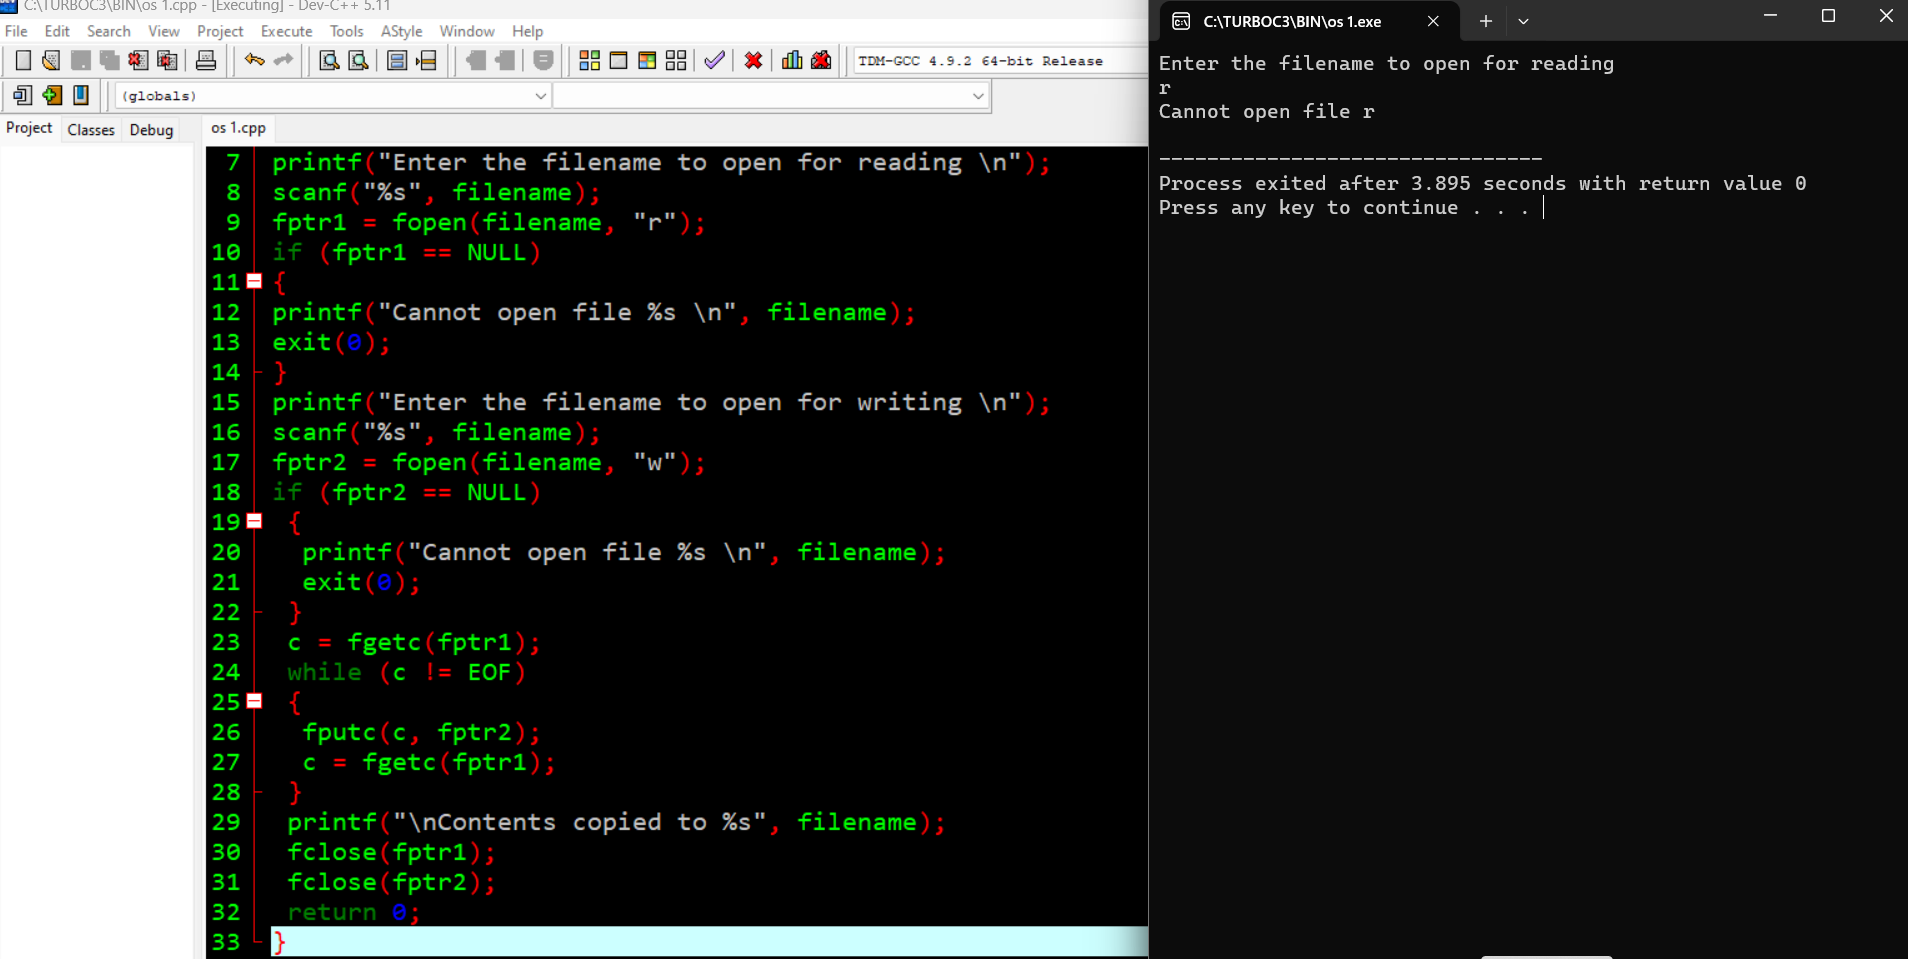 C:\TURBOC3\BIN\os 1.cpp - [Executing] - Dev-C++ 5.11
File Edit Search View Project Execute Tools AStyle Window Help
TDM-GCC 4.9.2 64-bit Release
(globals)
Project Classes Debug
os 1.cpp
7 printf("Enter the filename to open for reading \n");
8 scanf("%s", filename);
9 fptr1 = fopen(filename, "r");
10 if (fptr1 == NULL)
11 {
12 printf("Cannot open file %s \n", filename);
13 exit(0);
14 }
15 printf("Enter the filename to open for writing \n");
16 scanf("%s", filename);
17 fptr2 = fopen(filename, "w");
18 if (fptr2 == NULL)
19 {
20 printf("Cannot open file %s \n", filename);
21 exit(0);
22 }
23 c = fgetc(fptr1);
24 while (c != EOF)
25 {
26 fputc(c, fptr2);
27 c = fgetc(fptr1);
28 }
29 printf("\nContents copied to %s", filename);
30 fclose(fptr1);
31 fclose(fptr2);
32 return 0;
33 }
C:\TURBOC3\BIN\os 1.exe
Enter the filename to open for reading
r
Cannot open file r
--------------------------------
Process exited after 3.895 seconds with return value 0
Press any key to continue . . .